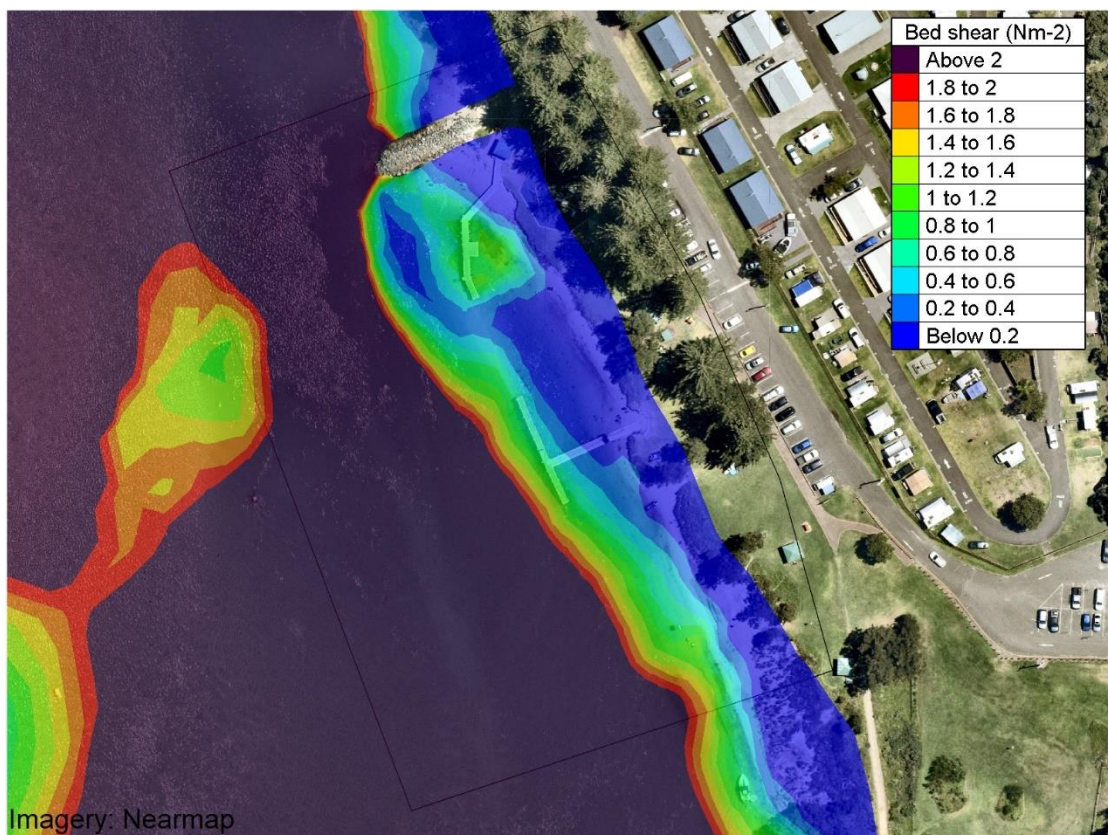 Bed shear (Nm-2)
Above 2
1.8 to 2
1.6 to 1.8
1.4 to 1.6
1.2 to 1.4
1 to 1.2
0.8 to 1
0.6 to 0.8
0.4 to 0.6
0.2 to 0.4
Below 0.2
Imagery: Nearmap